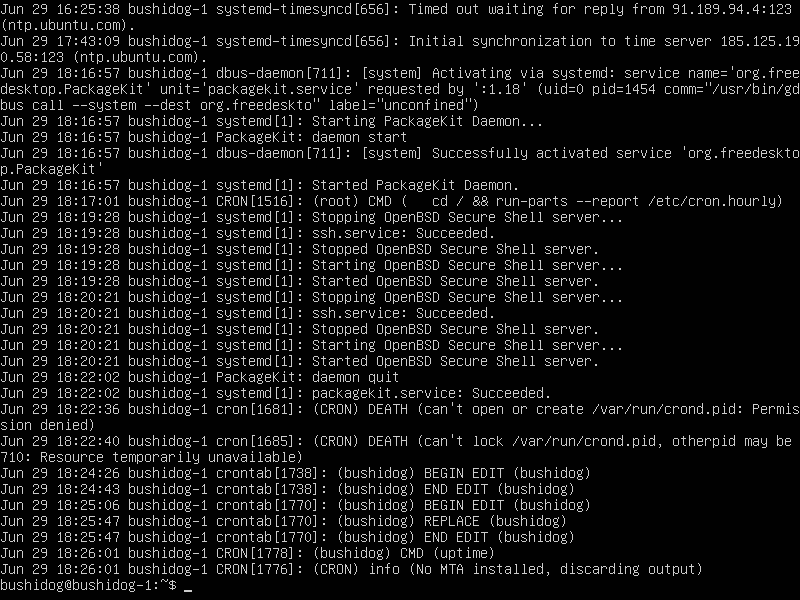 Jun 29 16:25:38 bushidog-1 systemd-timesyncd[656]: Timed out waiting for reply from 91.189.94.4:123
(ntp.ubuntu.com).
Jun 29 17:43:09 bushidog-1 systemd-timesyncd[656]: Initial synchronization to time server 185.125.19
0.58:123 (ntp.ubuntu.com).
Jun 29 18:16:57 bushidog-1 dbus-daemon[711]: [system] Activating via systemd: service name='org.free
desktop.PackageKit' unit='packagekit.service' requested by ':1.18' (uid=0 pid=1454 comm="/usr/bin/gd
bus call --system --dest org.freedeskto" label="unconfined")
Jun 29 18:16:57 bushidog-1 systemd[1]: Starting PackageKit Daemon...
Jun 29 18:16:57 bushidog-1 PackageKit: daemon start
Jun 29 18:16:57 bushidog-1 dbus-daemon[711]: [system] Successfully activated service 'org.freedeskto
p.PackageKit'
Jun 29 18:16:57 bushidog-1 systemd[1]: Started PackageKit Daemon.
Jun 29 18:17:01 bushidog-1 CRON[1516]: (root) CMD (   cd / && run-parts --report /etc/cron.hourly)
Jun 29 18:19:28 bushidog-1 systemd[1]: Stopping OpenBSD Secure Shell server...
Jun 29 18:19:28 bushidog-1 systemd[1]: ssh.service: Succeeded.
Jun 29 18:19:28 bushidog-1 systemd[1]: Stopped OpenBSD Secure Shell server.
Jun 29 18:19:28 bushidog-1 systemd[1]: Starting OpenBSD Secure Shell server...
Jun 29 18:19:28 bushidog-1 systemd[1]: Started OpenBSD Secure Shell server.
Jun 29 18:20:21 bushidog-1 systemd[1]: Stopping OpenBSD Secure Shell server...
Jun 29 18:20:21 bushidog-1 systemd[1]: ssh.service: Succeeded.
Jun 29 18:20:21 bushidog-1 systemd[1]: Stopped OpenBSD Secure Shell server.
Jun 29 18:20:21 bushidog-1 systemd[1]: Starting OpenBSD Secure Shell server...
Jun 29 18:20:21 bushidog-1 systemd[1]: Started OpenBSD Secure Shell server.
Jun 29 18:22:02 bushidog-1 PackageKit: daemon quit
Jun 29 18:22:02 bushidog-1 systemd[1]: packagekit.service: Succeeded.
Jun 29 18:22:36 bushidog-1 cron[1681]: (CRON) DEATH (can't open or create /var/run/crond.pid: Permis
sion denied)
Jun 29 18:22:40 bushidog-1 cron[1685]: (CRON) DEATH (can't lock /var/run/crond.pid, otherpid may be
710: Resource temporarily unavailable)
Jun 29 18:24:26 bushidog-1 crontab[1738]: (bushidog) BEGIN EDIT (bushidog)
Jun 29 18:24:43 bushidog-1 crontab[1738]: (bushidog) END EDIT (bushidog)
Jun 29 18:25:06 bushidog-1 crontab[1770]: (bushidog) BEGIN EDIT (bushidog)
Jun 29 18:25:47 bushidog-1 crontab[1770]: (bushidog) REPLACE (bushidog)
Jun 29 18:25:47 bushidog-1 crontab[1770]: (bushidog) END EDIT (bushidog)
Jun 29 18:26:01 bushidog-1 CRON[1778]: (bushidog) CMD (uptime)
Jun 29 18:26:01 bushidog-1 CRON[1776]: (CRON) info (No MTA installed, discarding output)
bushidog@bushidog-1:~$ _